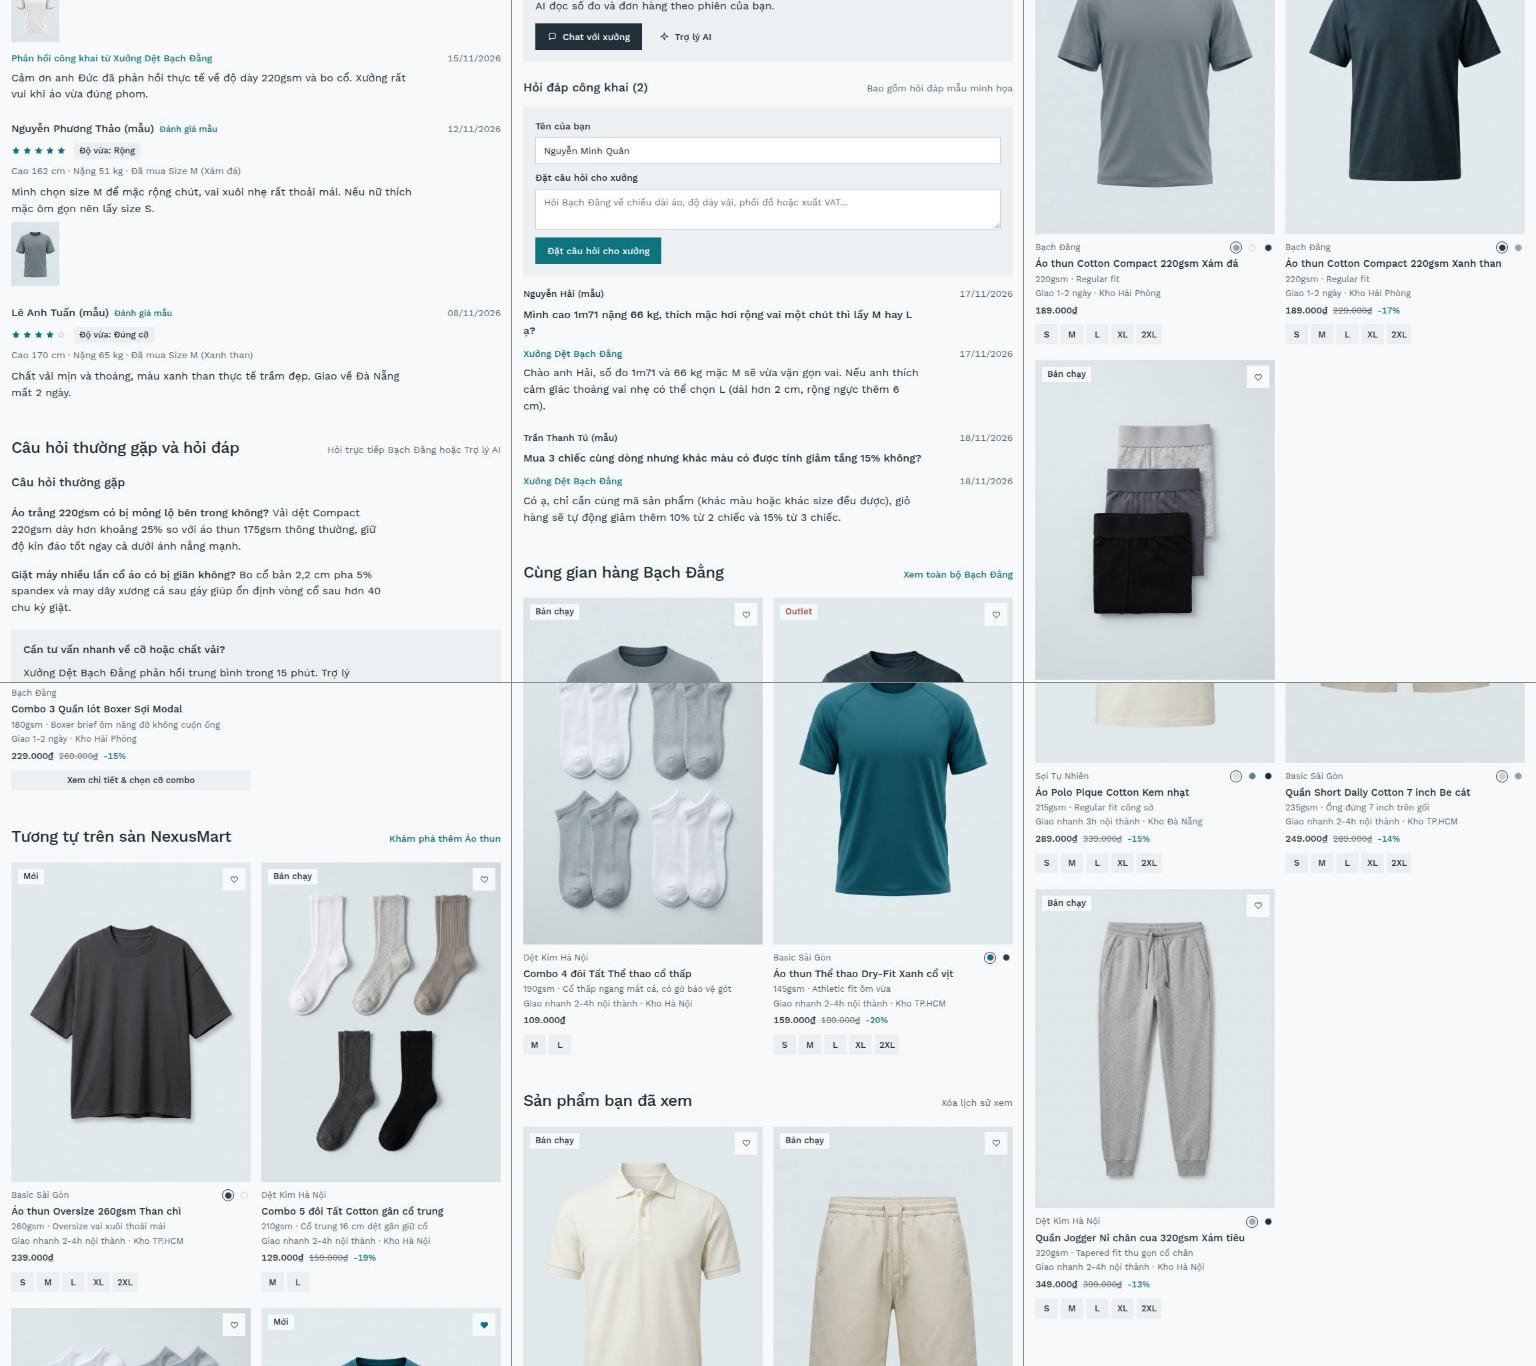 Phản hồi công khai từ Xưởng Dệt Bạch Đằng 15/11/2026
Cảm ơn anh Đức đã phản hồi thực tế về độ dày 220gsm và bo cổ. Xưởng rất
vui khi áo vừa đúng phom.
Nguyễn Phương Thảo (mẫu) Đánh giá mẫu 12/11/2026
Độ vừa: Rộng
Cao 162 cm · Nặng 51 kg · Đã mua Size M (Xám đá)
Mình chọn size M để mặc rộng chút, vai xuôi nhẹ rất thoải mái. Nếu nữ thích
mặc ôm gọn nên lấy size S.
Lê Anh Tuấn (mẫu) Đánh giá mẫu 08/11/2026
Độ vừa: Đúng cỡ
Cao 170 cm · Nặng 65 kg · Đã mua Size M (Xanh than)
Chất vải mịn và thoáng, màu xanh than thực tế trầm đẹp. Giao về Đà Nẵng
mất 2 ngày.
Câu hỏi thường gặp và hỏi đáp
Hỏi trực tiếp Bạch Đằng hoặc Trợ lý AI
Câu hỏi thường gặp
Áo trắng 220gsm có bị mỏng lộ bên trong không? Vải dệt Compact
220gsm dày hơn khoảng 25% so với áo thun 175gsm thông thường, giữ
độ kín đáo tốt ngay cả dưới ánh nắng mạnh.
Giặt máy nhiều lần cổ áo có bị giãn không? Bo cổ bản 2,2 cm pha 5%
spandex và may dây xương cá sau gáy giúp ổn định vòng cổ sau hơn 40
chu kỳ giặt.
Cần tư vấn nhanh về cỡ hoặc chất vải?
Xưởng Dệt Bạch Đằng phản hồi trung bình trong 15 phút. Trợ lý
AI đọc số đo và đơn hàng theo phiên của bạn.
Chat với xưởng
Trợ lý AI
Hỏi đáp công khai (2)
Bao gồm hỏi đáp mẫu minh họa
Tên của bạn
Nguyễn Minh Quân
Đặt câu hỏi cho xưởng
Hỏi Bạch Đằng về chiều dài áo, độ dày vải, phối đồ hoặc xuất VAT...
Đặt câu hỏi cho xưởng
Nguyễn Hải (mẫu) 17/11/2026
Mình cao 1m71 nặng 66 kg, thích mặc hơi rộng vai một chút thì lấy M hay L
ạ?
Xưởng Dệt Bạch Đằng 17/11/2026
Chào anh Hải, số đo 1m71 và 66 kg mặc M sẽ vừa vặn gọn vai. Nếu anh thích
cảm giác thoáng vai nhẹ có thể chọn L (dài hơn 2 cm, rộng ngực thêm 6
cm).
Trần Thanh Tú (mẫu) 18/11/2026
Mua 3 chiếc cùng dòng nhưng khác màu có được tính giảm tầng 15% không?
Xưởng Dệt Bạch Đằng 18/11/2026
Có ạ, chỉ cần cùng mã sản phẩm (khác màu hoặc khác size đều được), giỏ
hàng sẽ tự động giảm thêm 10% từ 2 chiếc và 15% từ 3 chiếc.
Cùng gian hàng Bạch Đằng
Xem toàn bộ Bạch Đằng
Bán chạy
Outlet
Bạch Đằng
Áo thun Cotton Compact 220gsm Xám đá
220gsm · Regular fit
Giao 1-2 ngày · Kho Hải Phòng
189.000₫
S M L XL 2XL
Bạch Đằng
Áo thun Cotton Compact 220gsm Xanh than
220gsm · Regular fit
Giao 1-2 ngày · Kho Hải Phòng
189.000₫ 229.000₫ -17%
S M L XL 2XL
Bán chạy
Bạch Đằng
Combo 3 Quần lót Boxer Sợi Modal
180gsm · Boxer brief ôm nâng đỡ không cuộn ống
Giao 1-2 ngày · Kho Hải Phòng
229.000₫ 269.000₫ -15%
Xem chi tiết & chọn cỡ combo
Tương tự trên sàn NexusMart
Khám phá thêm Áo thun
Mới
Bán chạy
Basic Sài Gòn
Áo thun Oversize 260gsm Than chì
260gsm · Oversize vai xuôi thoải mái
Giao nhanh 2-4h nội thành · Kho TP.HCM
239.000₫
S M L XL 2XL
Dệt Kim Hà Nội
Combo 5 đôi Tất Cotton gân cổ trung
210gsm · Cổ trung 16 cm dệt gân giữ cổ
Giao nhanh 2-4h nội thành · Kho Hà Nội
129.000₫ 159.000₫ -19%
M L
Mới
Dệt Kim Hà Nội
Combo 4 đôi Tất Thể thao cổ thấp
190gsm · Cổ thấp ngang mắt cá, có gờ bảo vệ gót
Giao nhanh 2-4h nội thành · Kho Hà Nội
109.000₫
M L
Basic Sài Gòn
Áo thun Thể thao Dry-Fit Xanh cổ vịt
145gsm · Athletic fit ôm vừa
Giao nhanh 2-4h nội thành · Kho TP.HCM
159.000₫ 199.000₫ -20%
S M L XL 2XL
Sản phẩm bạn đã xem
Xóa lịch sử xem
Bán chạy
Bán chạy
Sợi Tự Nhiên
Áo Polo Pique Cotton Kem nhạt
215gsm · Regular fit công sở
Giao nhanh 3h nội thành · Kho Đà Nẵng
289.000₫ 339.000₫ -15%
S M L XL 2XL
Basic Sài Gòn
Quần Short Daily Cotton 7 inch Be cát
235gsm · Ống đứng 7 inch trên gối
Giao nhanh 2-4h nội thành · Kho TP.HCM
249.000₫ 289.000₫ -14%
S M L XL 2XL
Bán chạy
Dệt Kim Hà Nội
Quần Jogger Nỉ chân cua 320gsm Xám tiêu
320gsm · Tapered fit thu gọn cổ chân
Giao nhanh 2-4h nội thành · Kho Hà Nội
349.000₫ 399.000₫ -13%
S M L XL 2XL